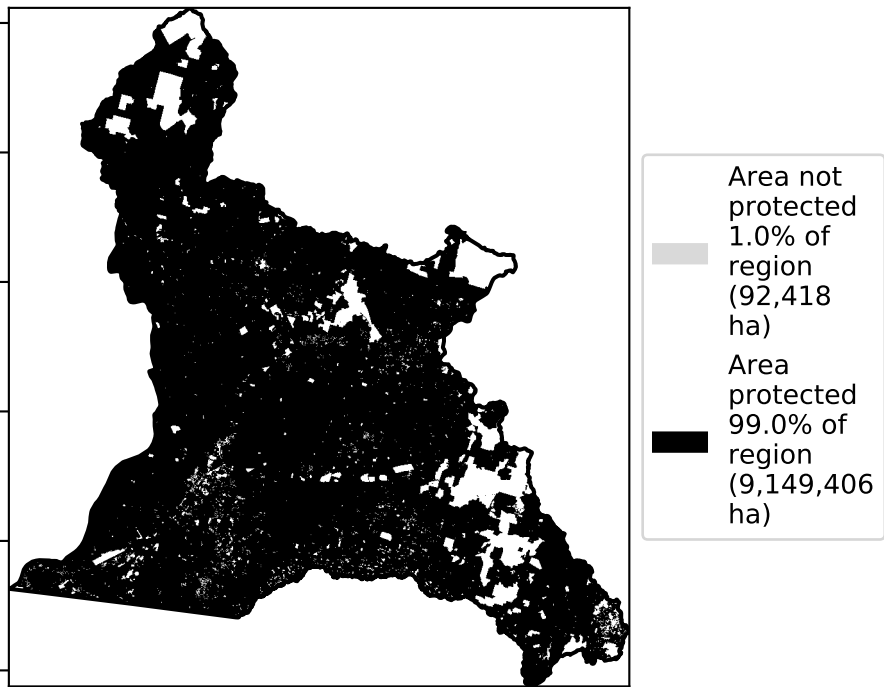 Area not
protected
1.0% of
region
(92,418
ha)
Area
protected
99.0% of
region
(9,149,406
ha)